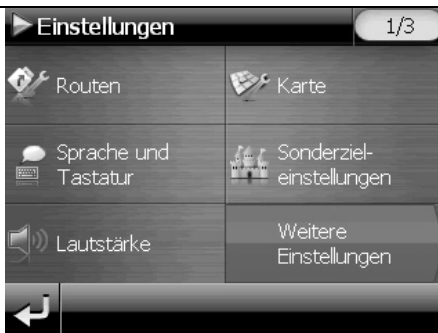 Einstellungen
1/3
Routen
Karte
Sprache und
Tastatur
Sonderziel-
einstellungen
Lautstärke
Weitere
Einstellungen